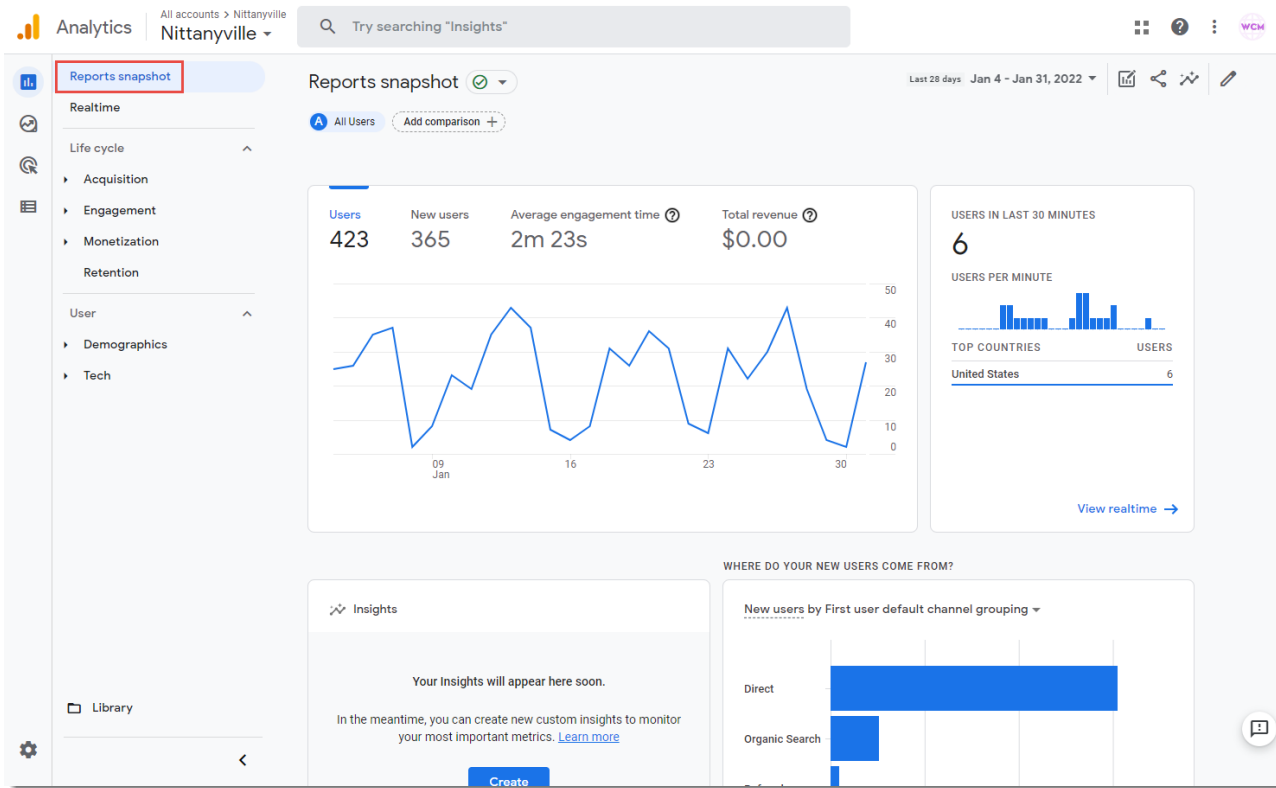 Analytics
All accounts > Nittanyville
Nittanyville
Try searching "Insights"
WCM
Reports snapshot
Realtime
Life cycle
Acquisition
Engagement
Monetization
Retention
User
Demographics
Tech
Library
Reports snapshot
Last 28 days Jan 4 - Jan 31, 2022
A All Users
Add comparison +
Users
423
New users
365
Average engagement time
2m 23s
Total revenue
$0.00
50
40
30
20
10
0
09
Jan
16
23
30
USERS IN LAST 30 MINUTES
6
USERS PER MINUTE
TOP COUNTRIES USERS
United States 6
View realtime
Insights
Your Insights will appear here soon.
In the meantime, you can create new custom insights to monitor
your most important metrics. Learn more
Create
WHERE DO YOUR NEW USERS COME FROM?
New users by First user default channel grouping
Direct
Organic Search